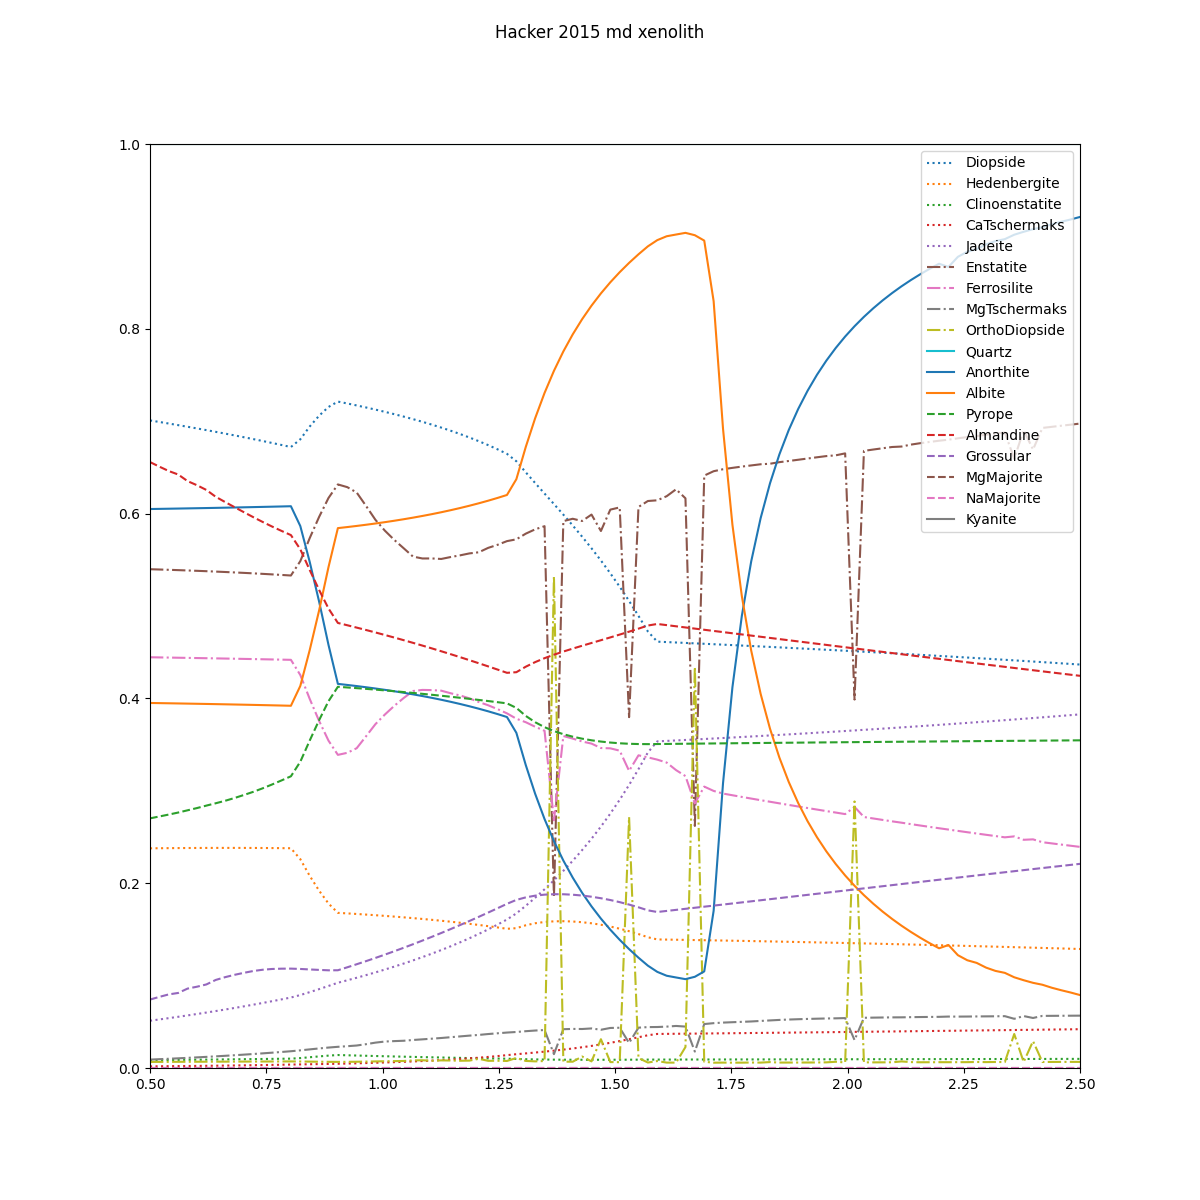 Hacker 2015 md xenolith
1.0
0.8
0.6
0.4
0.2
0.0
0.50 0.75 1.00 1.25 1.50 1.75 2.00 2.25 2.50
Diopside
Hedenbergite
Clinoenstatite
CaTschermaks
Jadeite
Enstatite
Ferrosilite
MgTschermaks
OrthoDiopside
Quartz
Anorthite
Albite
Pyrope
Almandine
Grossular
MgMajorite
NaMajorite
Kyanite